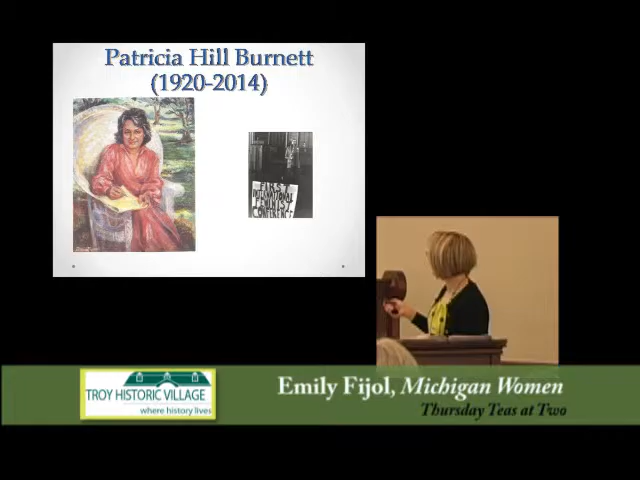 Patricia Hill Burnett
(1920-2014)
FIRST
INTERNATIONAL
FEMINIST
CONFERENCE
TROY HISTORIC VILLAGE
where history lives
Emily Fijol, Michigan Women
Thursday Teas at Two